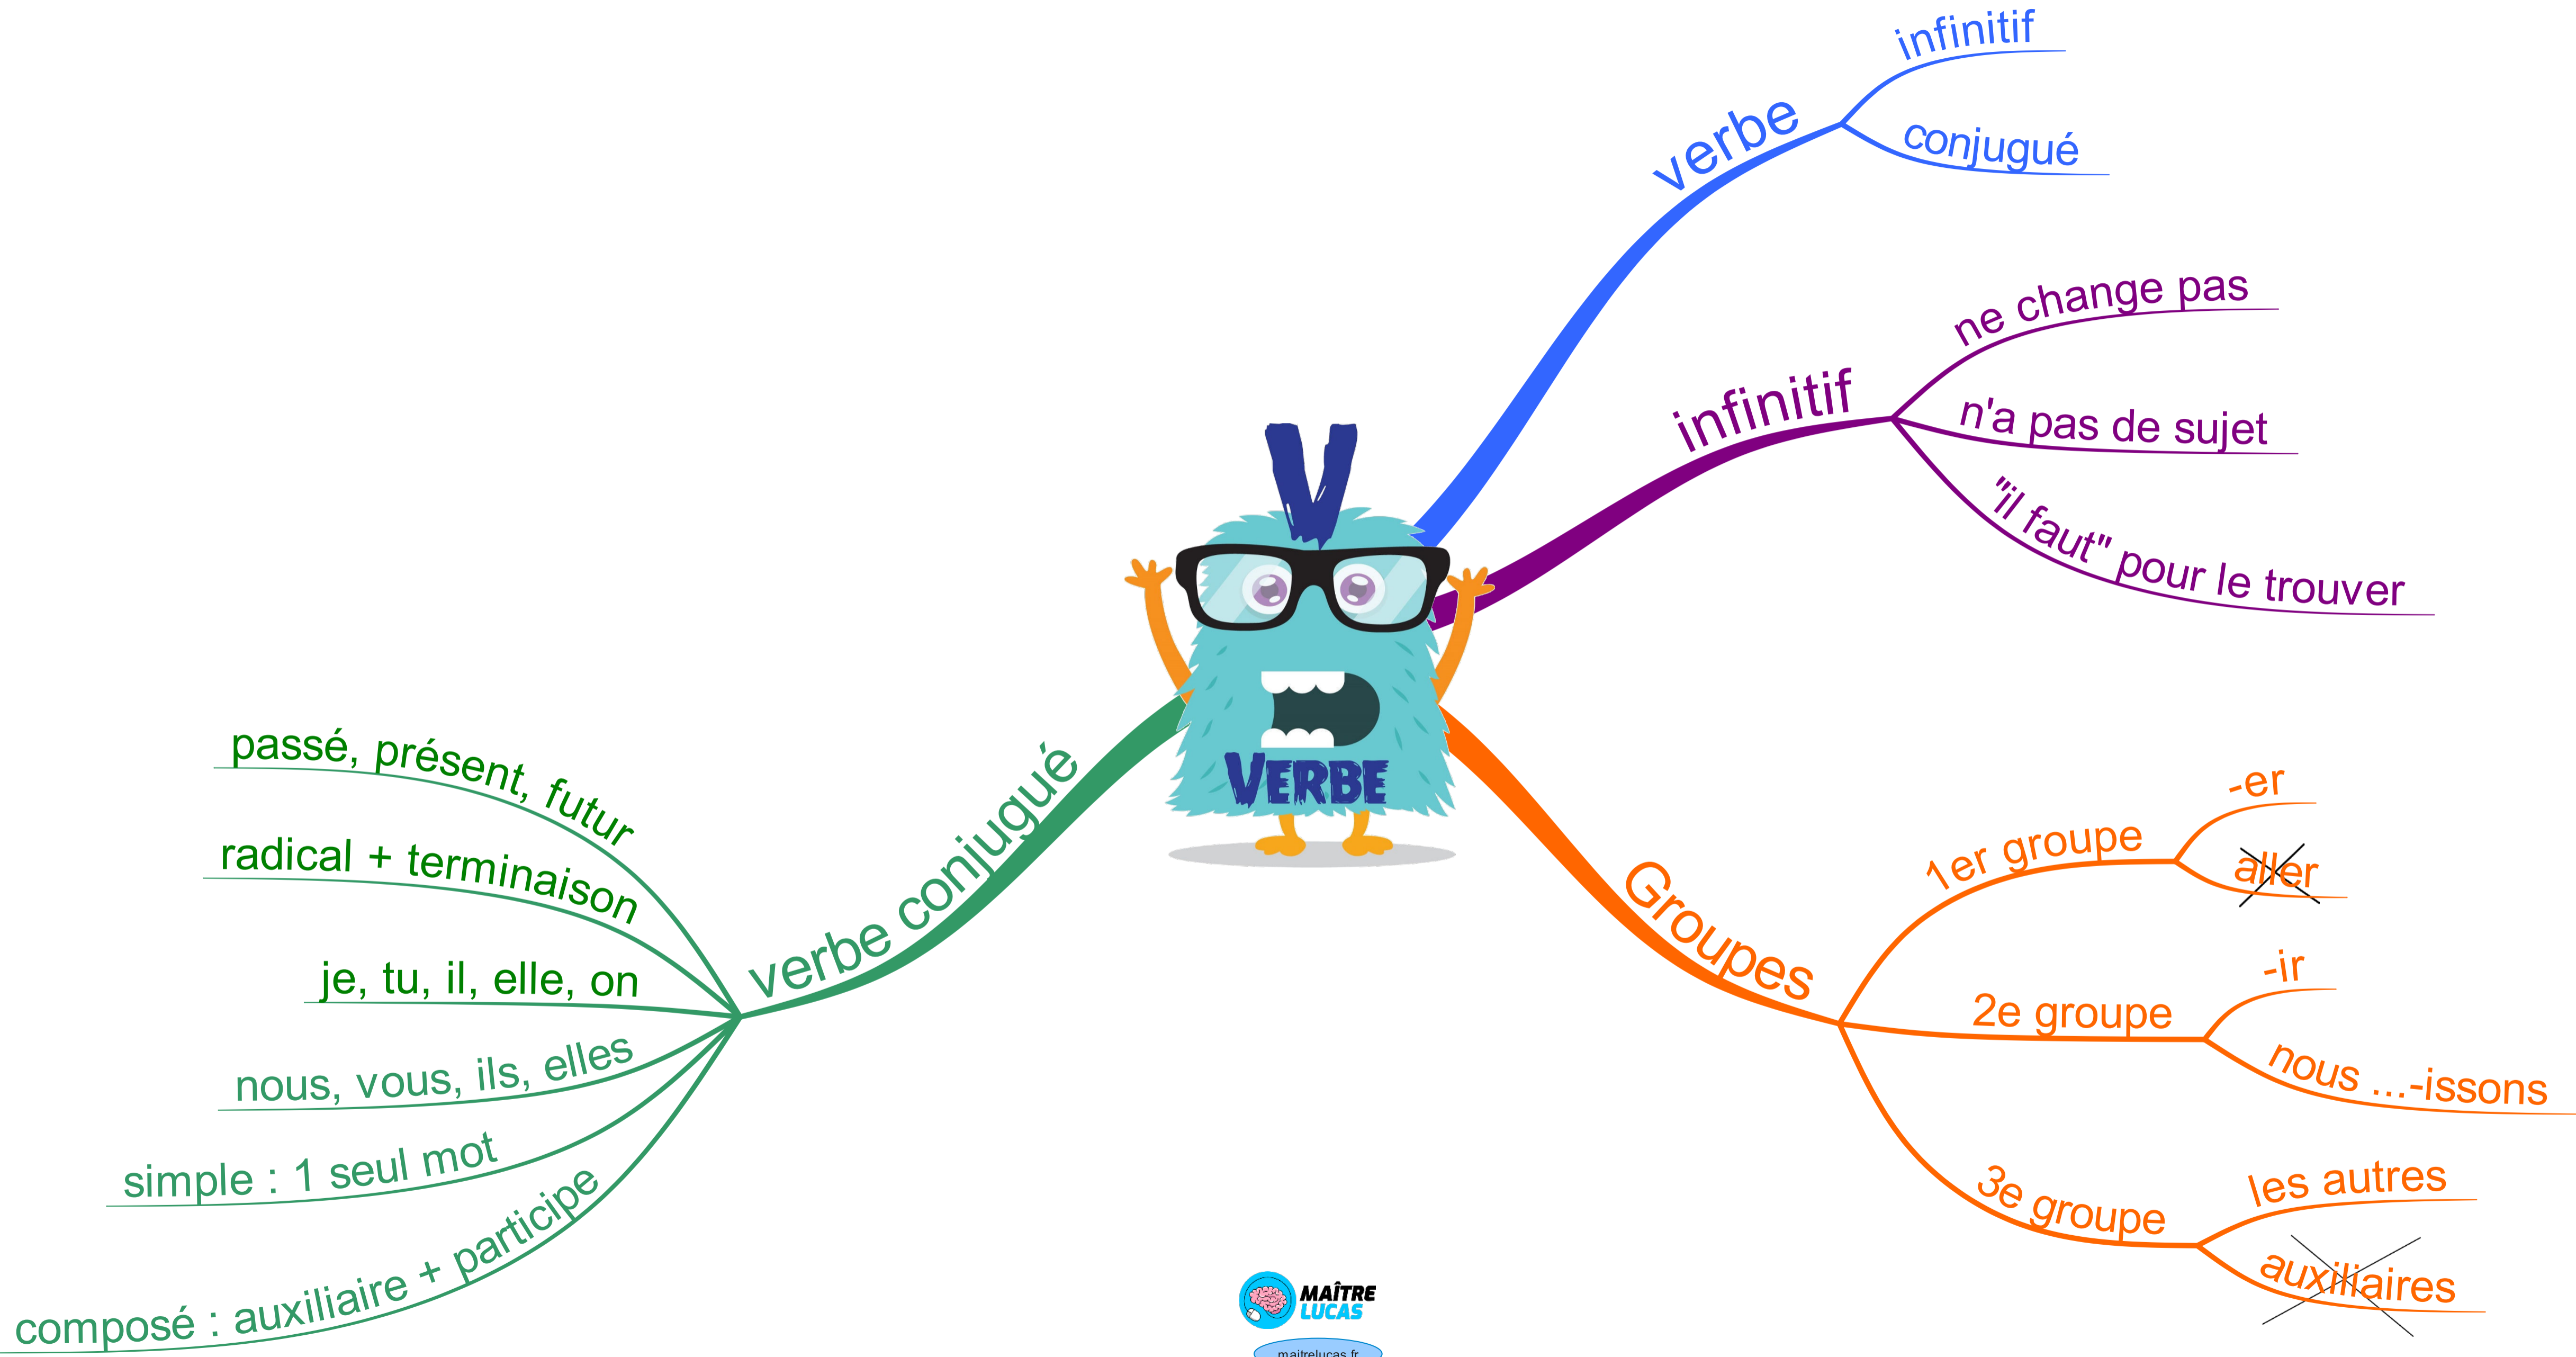 V
VERBE
verbe
infinitif
conjugué
infinitif
ne change pas
n'a pas de sujet
"il faut" pour le trouver
Groupes
1er groupe
-er
aller
2e groupe
-ir
nous ...-issons
3e groupe
les autres
auxiliaires
verbe conjugué
passé, présent, futur
radical + terminaison
je, tu, il, elle, on
nous, vous, ils, elles
simple : 1 seul mot
composé : auxiliaire + participe
MAÎTRE
LUCAS
maitrelucas.fr